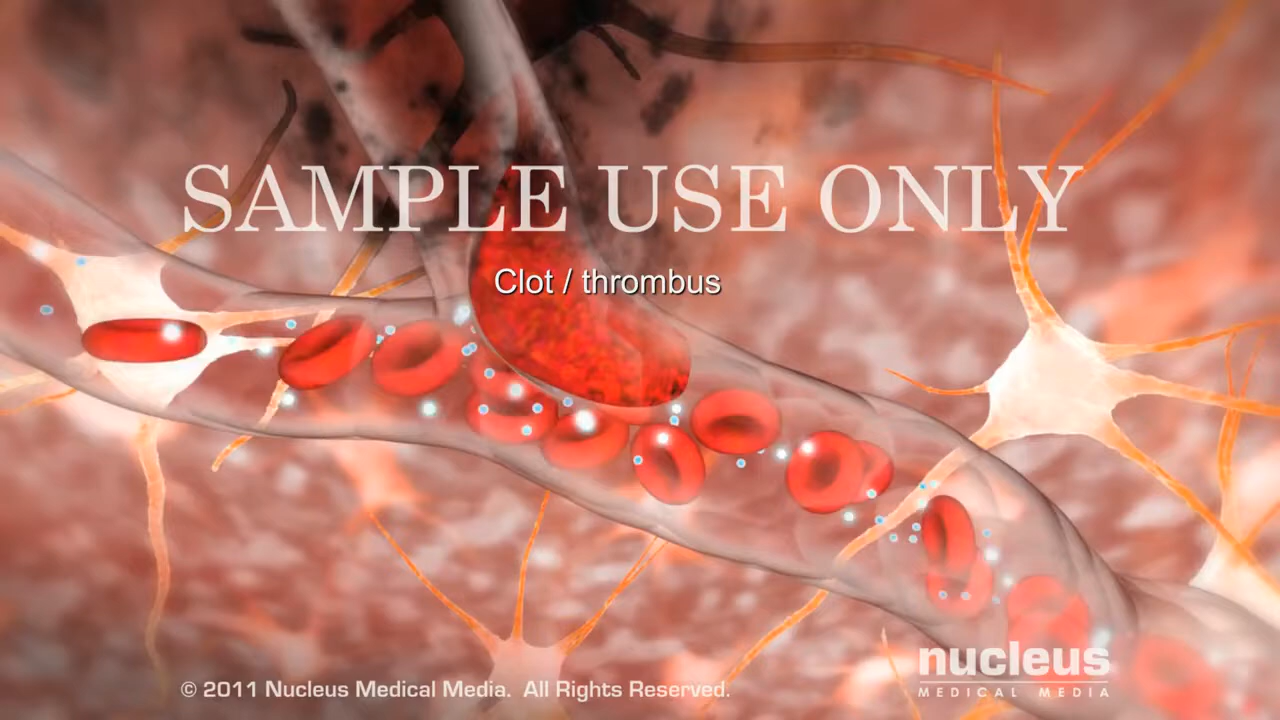 SAMPLE USE ONLY
Clot / thrombus
nucleus
MEDICAL MEDIA
© 2011 Nucleus Medical Media. All Rights Reserved.